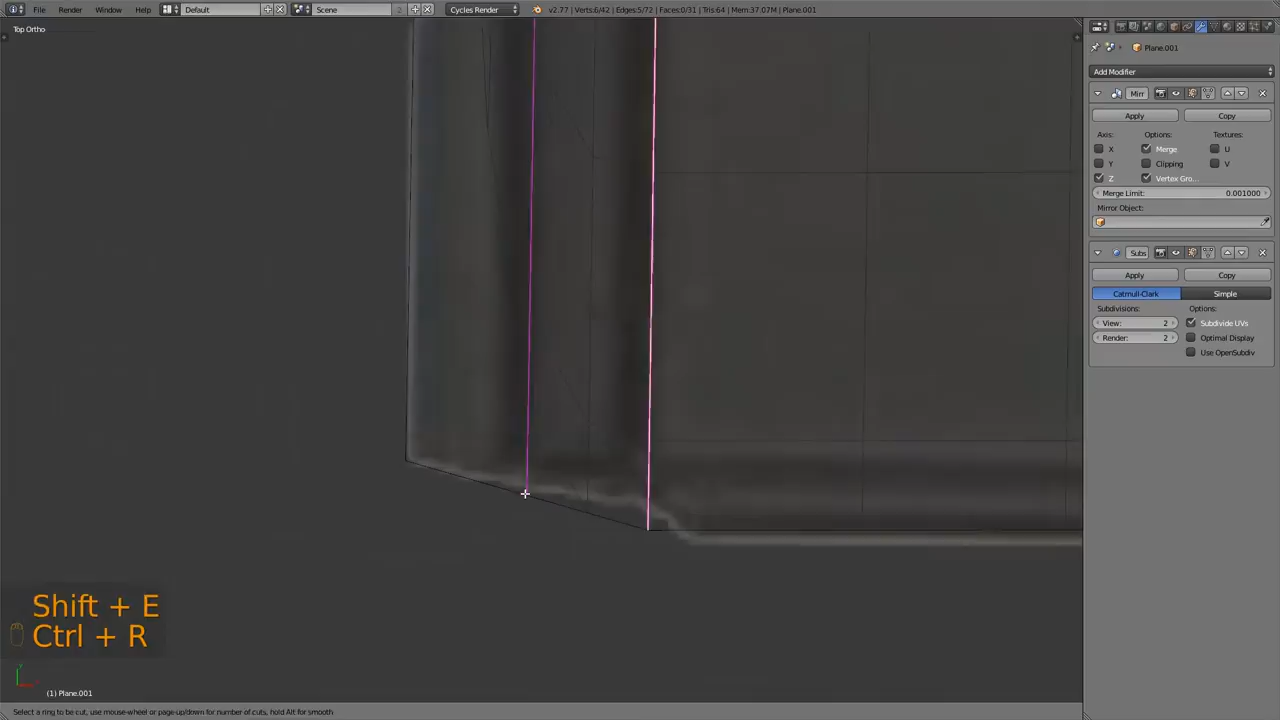 File Render Window Help Default Scene 2 Cycles Render v2.77 | Verts:6/42 | Edges:5/72 | Faces:0/31 | Tris:64 | Mem:37.07M | Plane.001
Top Ortho
Plane.001
Add Modifier
Mirr
Apply Copy
Axis: Options: Textures:
X Merge U
Y Clipping V
Z Vertex Gro...
Merge Limit: 0.001000
Mirror Object:
Subs
Apply Copy
Catmull-Clark Simple
Subdivisions: Options:
View: 2 Subdivide UVs
Render: 2 Optimal Display
Use OpenSubdiv
Shift + E
Ctrl + R
(1) Plane.001
Select a ring to be cut, use mouse-wheel or page-up/down for number of cuts, hold Alt for smooth